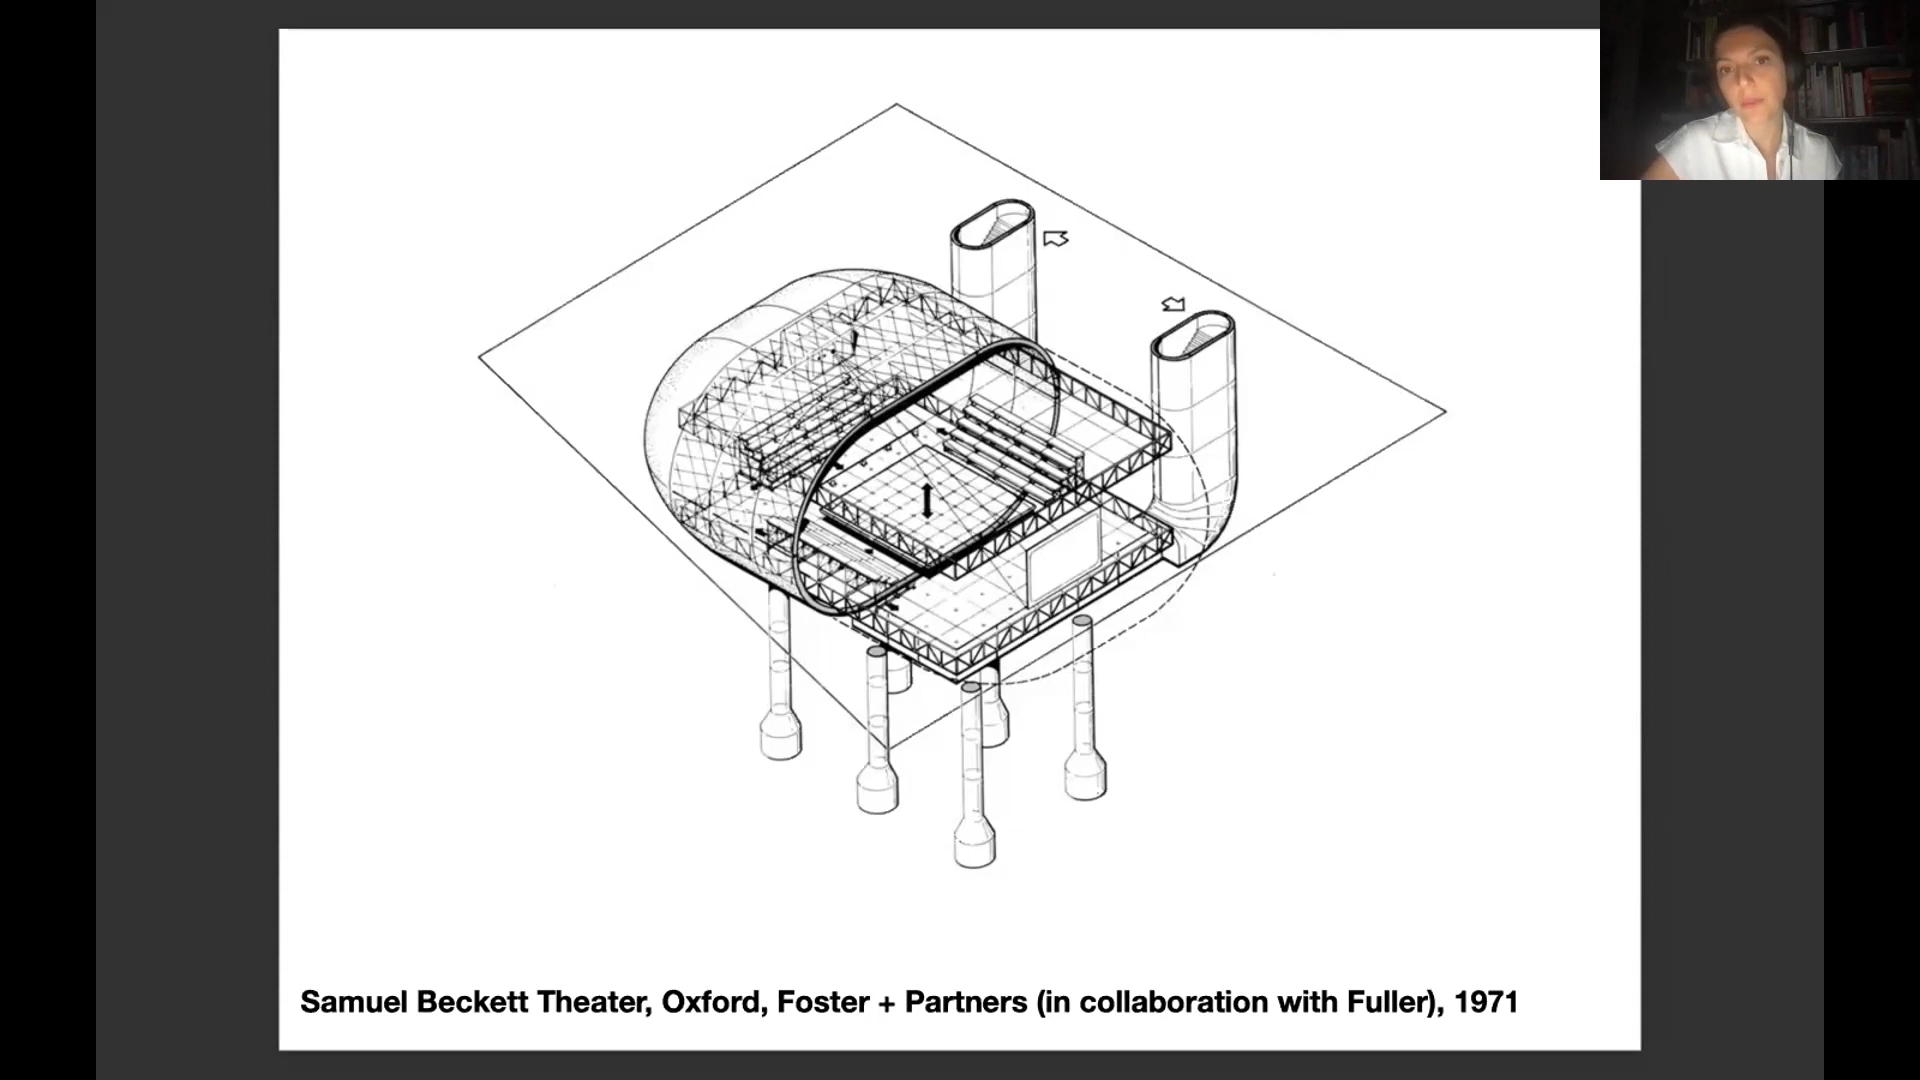 Samuel Beckett Theater, Oxford, Foster + Partners (in collaboration with Fuller), 1971